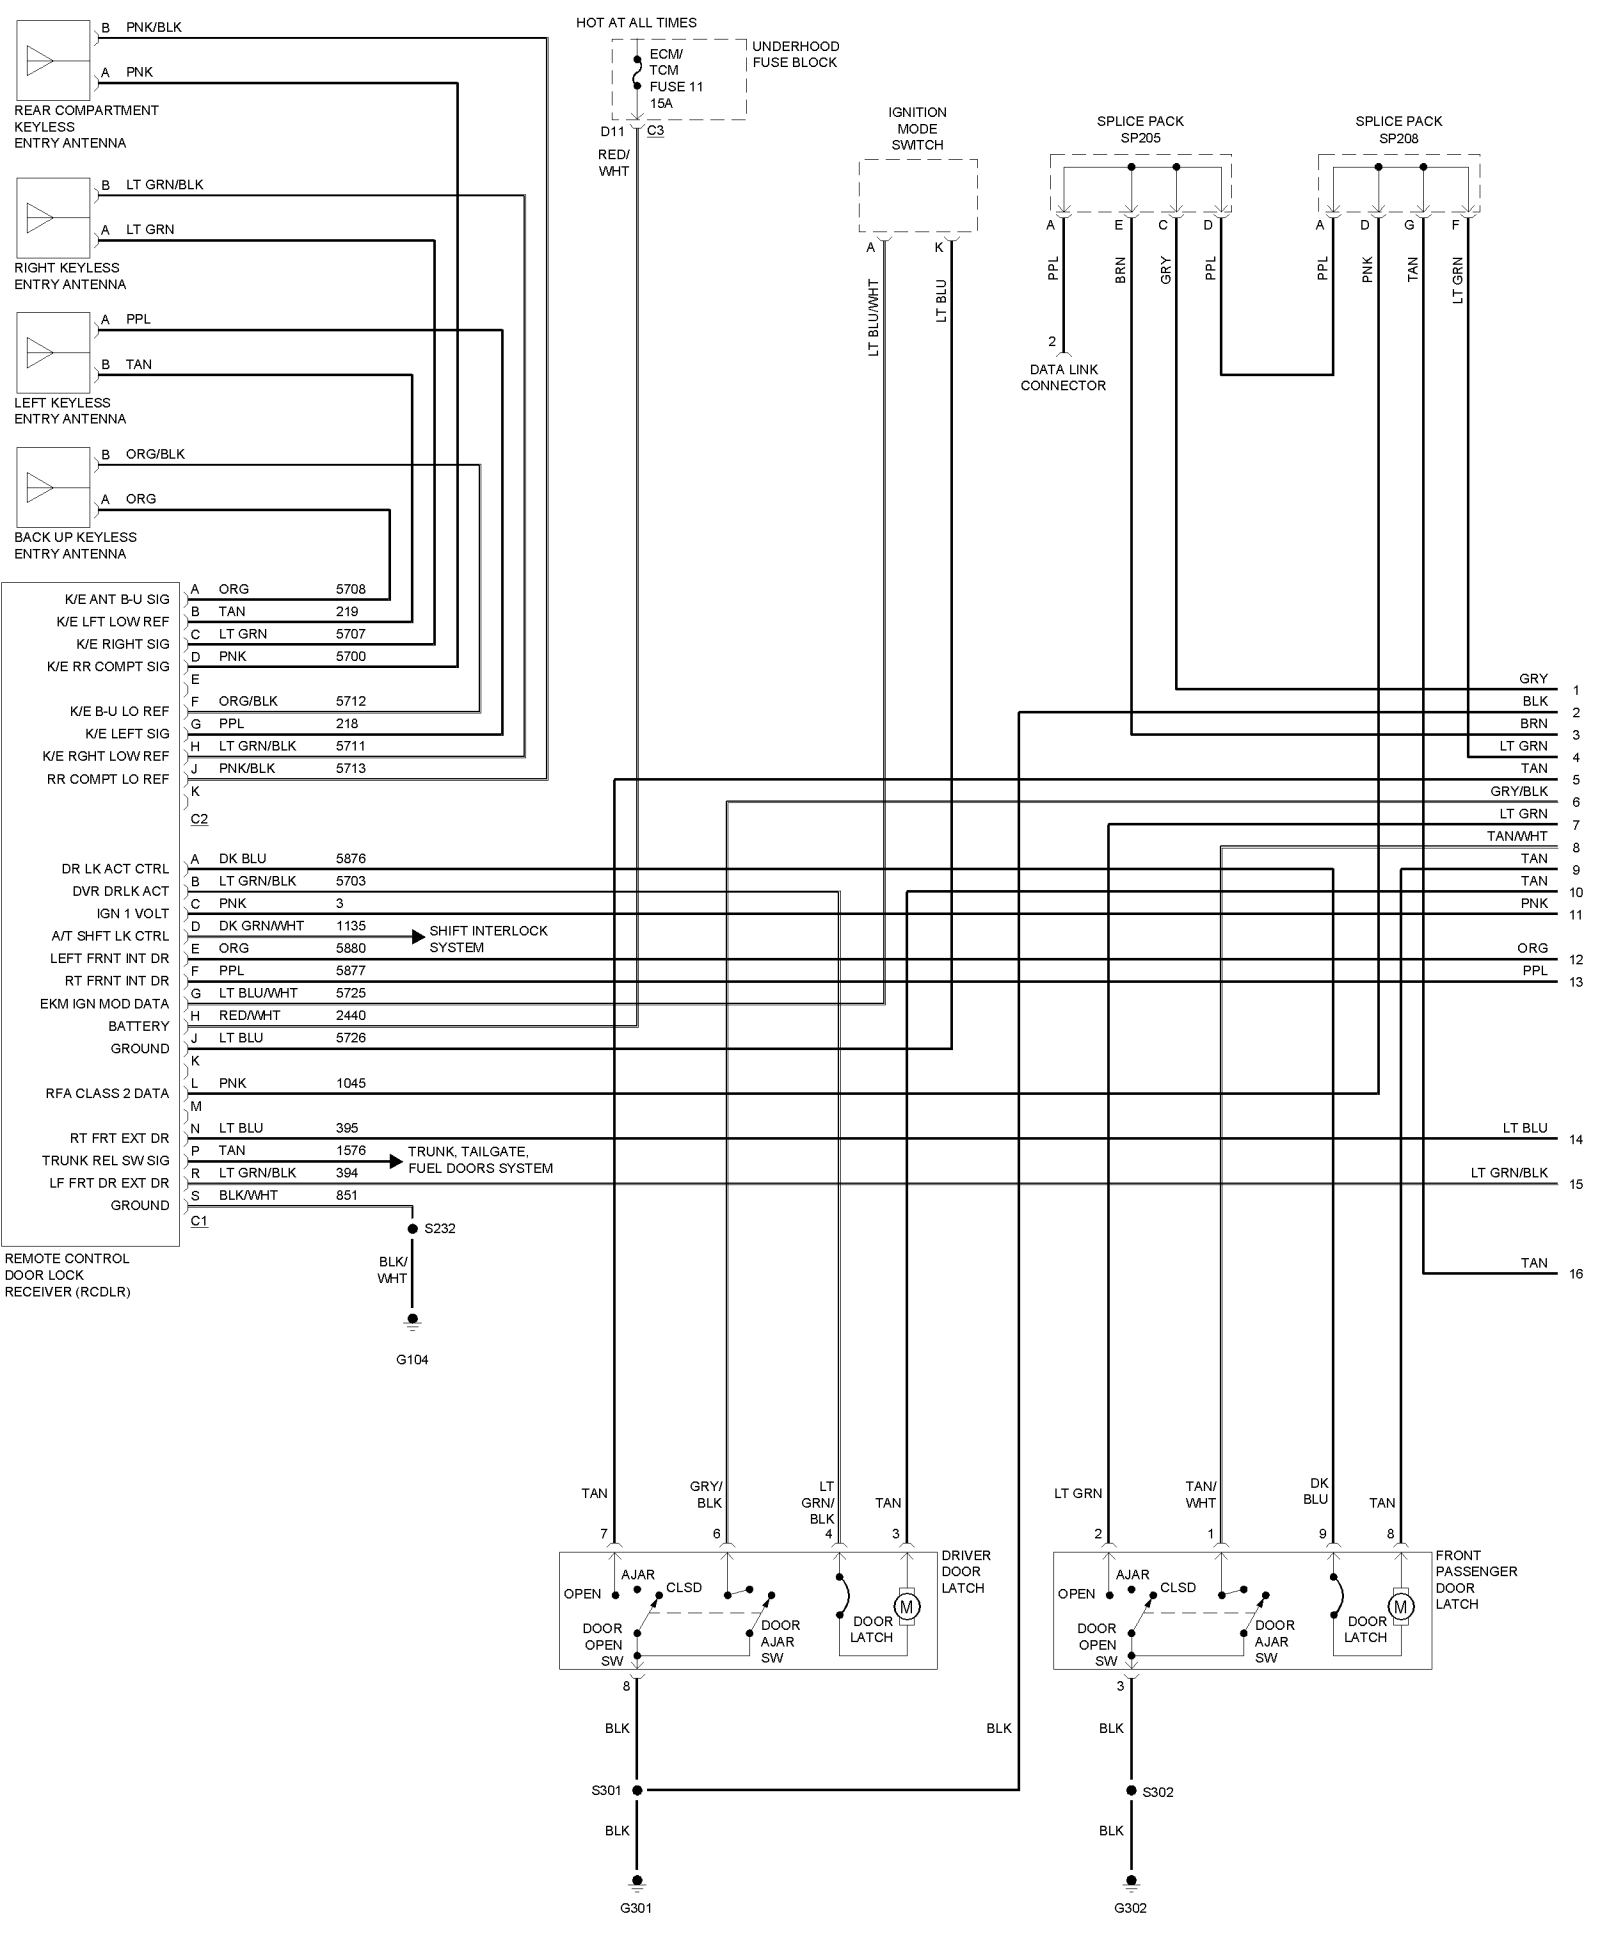 B PNK/BLK
A PNK
REAR COMPARTMENT
KEYLESS
ENTRY ANTENNA
B LT GRN/BLK
A LT GRN
RIGHT KEYLESS
ENTRY ANTENNA
A PPL
B TAN
LEFT KEYLESS
ENTRY ANTENNA
B ORG/BLK
A ORG
BACK UP KEYLESS
ENTRY ANTENNA
HOT AT ALL TIMES
ECM/
TCM
FUSE 11
15A
UNDERHOOD
FUSE BLOCK
D11 C3
RED/
WHT
IGNITION
MODE
SWITCH
A K
LT BLU/WHT
LT BLU
SPLICE PACK
SP205
A E C D
PPL
BRN
GRY
PPL
2
DATA LINK
CONNECTOR
SPLICE PACK
SP208
A D G F
PPL
PNK
TAN
LT GRN
K/E ANT B-U SIG A ORG 5708
K/E LFT LOW REF B TAN 219
K/E RIGHT SIG C LT GRN 5707
K/E RR COMPT SIG D PNK 5700
E
K/E B-U LO REF F ORG/BLK 5712
K/E LEFT SIG G PPL 218
K/E RGHT LOW REF H LT GRN/BLK 5711
RR COMPT LO REF J PNK/BLK 5713
K
C2
DR LK ACT CTRL A DK BLU 5876
DVR DRLK ACT B LT GRN/BLK 5703
IGN 1 VOLT C PNK 3
A/T SHFT LK CTRL D DK GRN/WHT 1135
SHIFT INTERLOCK
SYSTEM
LEFT FRNT INT DR E ORG 5880
RT FRNT INT DR F PPL 5877
EKM IGN MOD DATA G LT BLU/WHT 5725
BATTERY H RED/WHT 2440
GROUND J LT BLU 5726
K
RFA CLASS 2 DATA L PNK 1045
M
RT FRT EXT DR N LT BLU 395
TRUNK REL SW SIG P TAN 1576
TRUNK, TAILGATE,
FUEL DOORS SYSTEM
LF FRT DR EXT DR R LT GRN/BLK 394
GROUND S BLK/WHT 851
C1
REMOTE CONTROL
DOOR LOCK
RECEIVER (RCDLR)
S232
BLK/
WHT
G104
GRY 1
BLK 2
BRN 3
LT GRN 4
TAN 5
GRY/BLK 6
LT GRN 7
TAN/WHT 8
TAN 9
TAN 10
PNK 11
ORG 12
PPL 13
LT BLU 14
LT GRN/BLK 15
TAN 16
TAN
GRY/
BLK
LT
GRN/
BLK
TAN
7 6 4 3
DRIVER
DOOR
LATCH
OPEN
AJAR
CLSD
DOOR
OPEN
SW
DOOR
AJAR
SW
DOOR
LATCH
M
8
BLK
S301
BLK
G301
BLK
LT GRN
TAN/
WHT
DK
BLU
TAN
2 1 9 8
FRONT
PASSENGER
DOOR
LATCH
OPEN
AJAR
CLSD
DOOR
OPEN
SW
DOOR
AJAR
SW
DOOR
LATCH
M
3
BLK
S302
BLK
G302